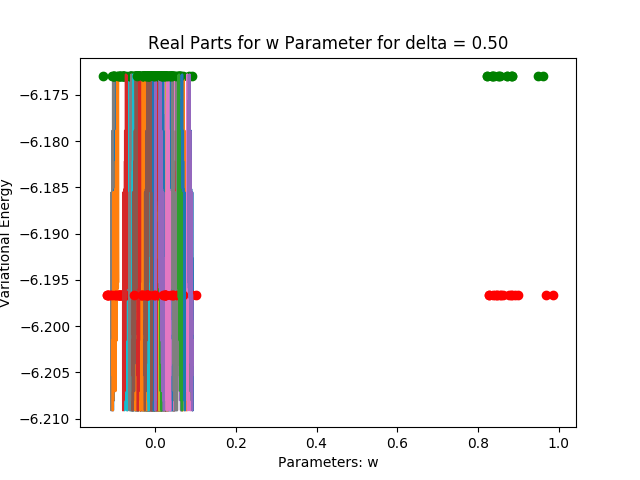 Real Parts for w Parameter for delta = 0.50
Variational Energy
−6.175
−6.180
−6.185
−6.190
−6.195
−6.200
−6.205
−6.210
0.0 0.2 0.4 0.6 0.8 1.0
Parameters: w